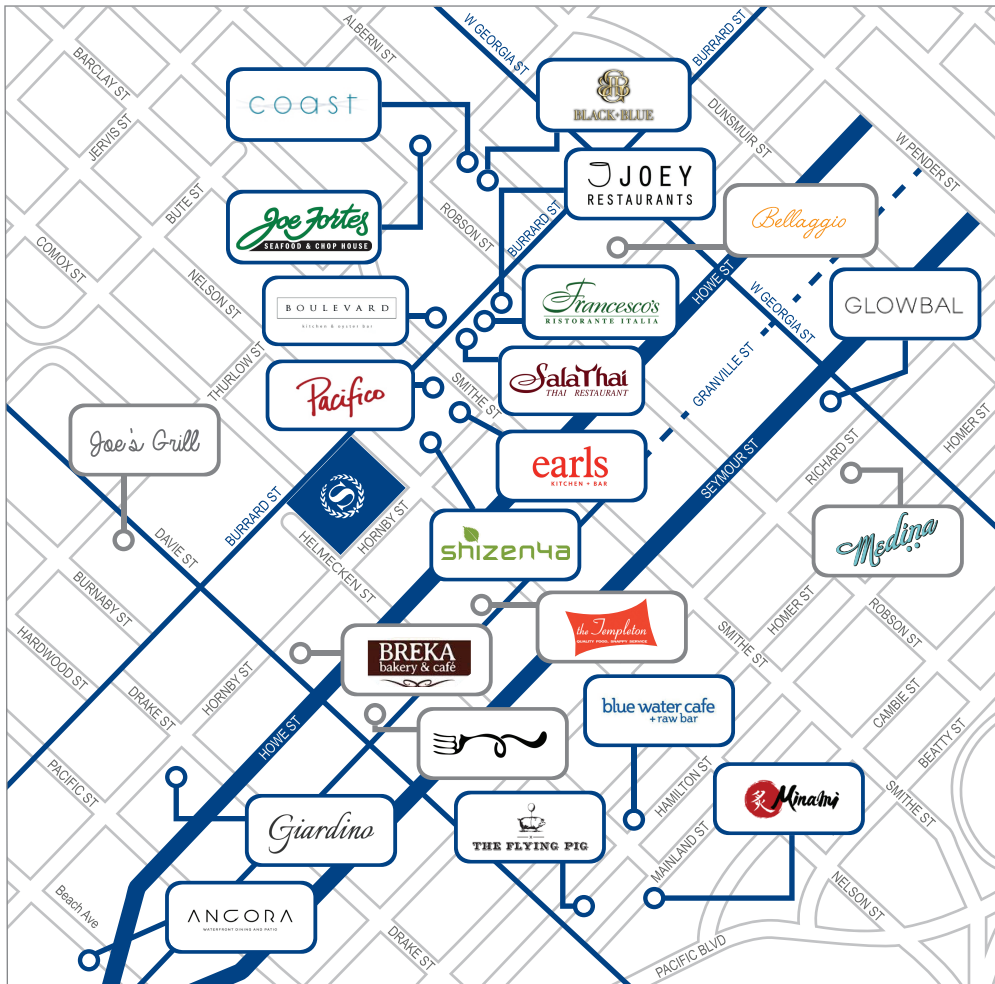 ALBERNI ST
W GEORGIA ST
BURRARD ST
BARCLAY ST
JERVIS ST
coast
BLACK+BLUE
DUNSMUIR ST
W PENDER ST
BUTE ST
JOEY
RESTAURANTS
Joe Fortes
SEAFOOD & CHOP HOUSE
ROBSON ST
BURRARD ST
Bellaggio
COMOX ST
NELSON ST
HOWE ST
W GEORGIA ST
BOULEVARD
kitchen & oyster bar
Francesco's
RISTORANTE ITALIA
GLOWBAL
THURLOW ST
Pacifico
SMITHE ST
SalaThai
THAI RESTAURANT
GRANVILLE ST
Joe's Grill
earls
KITCHEN + BAR
SEYMOUR ST
RICHARD ST
HOMER ST
BURRARD ST
S
HORNBY ST
HELMECKEN ST
DAVIE ST
shizen4a
Medina
BURNABY ST
HARDWOOD ST
the Templeton
QUALITY FOOD, SNAPPY SERVICE
HOMER ST
SMITHE ST
ROBSON ST
BREKA
bakery & café
HORNBY ST
DRAKE ST
HOWE ST
blue water cafe
+ raw bar
CAMBIE ST
BEATTY ST
PACIFIC ST
HAMILTON ST
Minami
炙
SMITHE ST
Giardino
THE FLYING PIG
MAINLAND ST
NELSON ST
Beach Ave
ANCORA
WATERFRONT DINING AND PATIO
DRAKE ST
PACIFIC BLVD